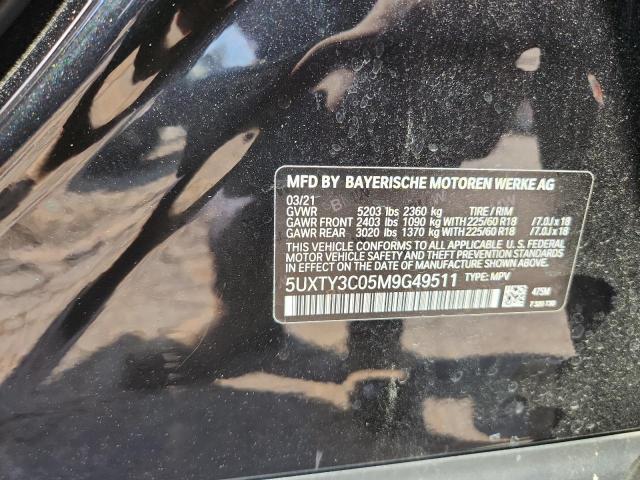 MFD BY BAYERISCHE MOTOREN WERKE AG
03/21
GVWR 5203 lbs 2360 kg TIRE / RIM
GAWR FRONT 2403 lbs 1090 kg WITH 225/60 R18 /7.0J x 18
GAWR REAR 3020 lbs 1370 kg WITH 225/60 R18 /7.0J x 18
THIS VEHICLE CONFORMS TO ALL APPLICABLE U. S. FEDERAL
MOTOR VEHICLE SAFETY STANDARDS IN EFFECT ON THE
DATE OF MANUFACTURE SHOWN ABOVE.
5UXTY3C05M9G49511 TYPE: MPV
475M